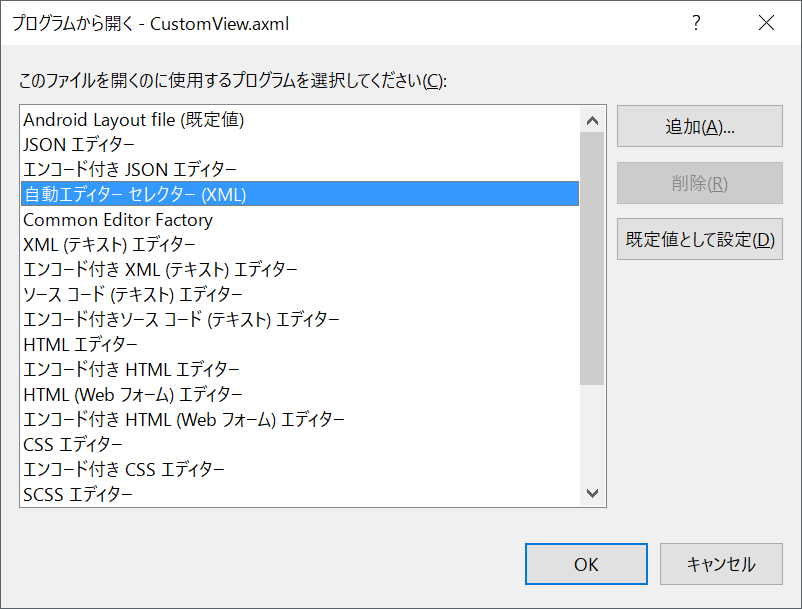 プログラムから開く - CustomView.axml
?
このファイルを開くのに使用するプログラムを選択してください(C):
Android Layout file (既定値)
JSON エディター
エンコード付き JSON エディター
自動エディター セレクター (XML)
Common Editor Factory
XML (テキスト) エディター
エンコード付き XML (テキスト) エディター
ソース コード (テキスト) エディター
エンコード付きソース コード (テキスト) エディター
HTML エディター
エンコード付き HTML エディター
HTML (Web フォーム) エディター
エンコード付き HTML (Web フォーム) エディター
CSS エディター
エンコード付き CSS エディター
SCSS エディター
追加(A)...
削除(R)
既定値として設定(D)
OK
キャンセル